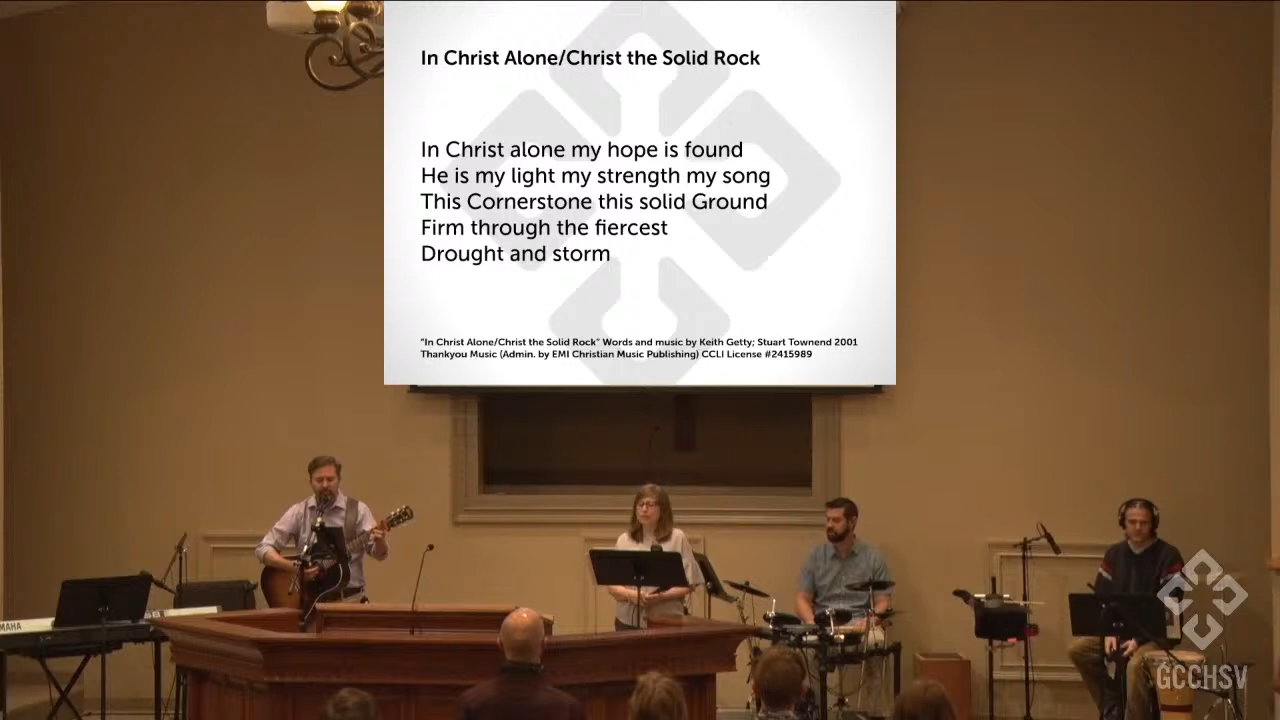 In Christ Alone/Christ the Solid Rock
In Christ alone my hope is found
He is my light my strength my song
This Cornerstone this solid Ground
Firm through the fiercest
Drought and storm
"In Christ Alone/Christ the Solid Rock" Words and music by Keith Getty; Stuart Townend 2001
Thankyou Music (Admin. by EMI Christian Music Publishing) CCLI License #2415989
MAHA
GCCHSV